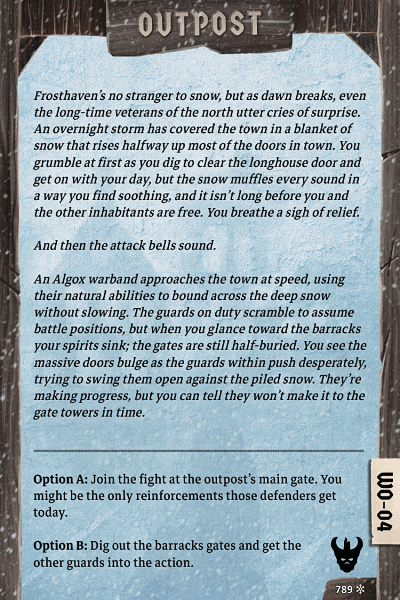 OUTPOST
Frosthaven's no stranger to snow, but as dawn breaks, even
the long-time veterans of the north utter cries of surprise.
An overnight storm has covered the town in a blanket of
snow that rises halfway up most of the doors in town. You
grumble at first as you dig to clear the longhouse door and
get on with your day, but the snow muffles every sound in
a way you find soothing, and it isn't long before you and
the other inhabitants are free. You breathe a sigh of relief.
And then the attack bells sound.
An Algox warband approaches the town at speed, using
their natural abilities to bound across the deep snow
without slowing. The guards on duty scramble to assume
battle positions, but when you glance toward the barracks
your spirits sink; the gates are still half-buried. You see the
massive doors bulge as the guards within push desperately,
trying to swing them open against the piled snow. They're
making progress, but you can tell they won't make it to the
gate towers in time.
Option A: Join the fight at the outpost's main gate. You
might be the only reinforcements those defenders get
today.
Option B: Dig out the barracks gates and get the
other guards into the action.
WO-04
789